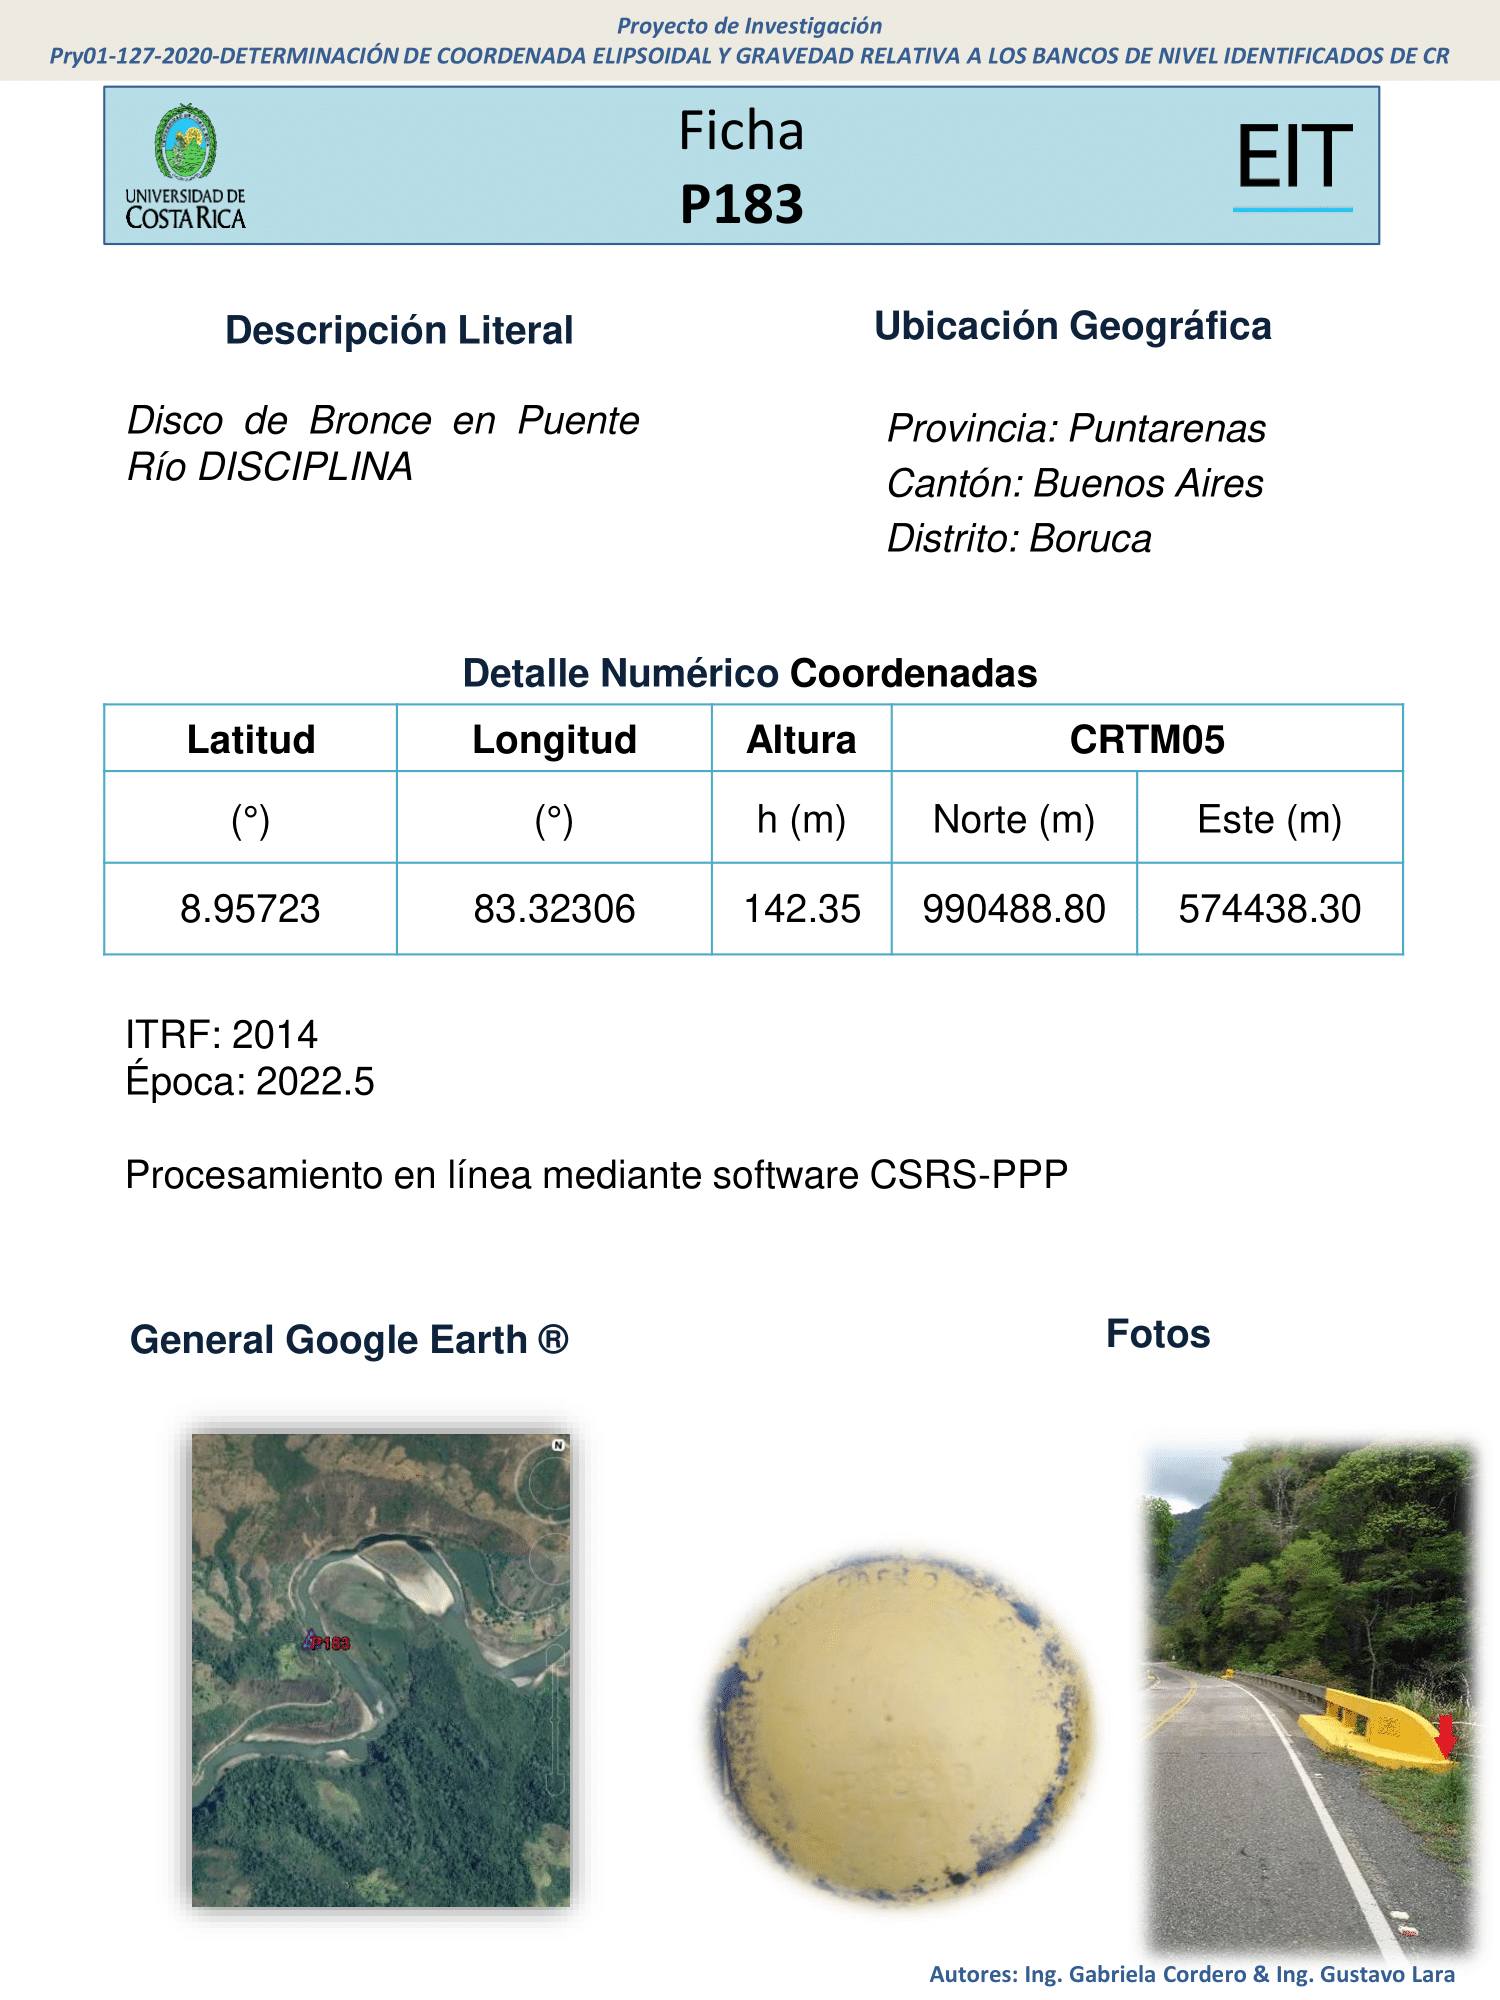 Proyecto de Investigación
Pry01-127-2020-DETERMINACIÓN DE COORDENADA ELIPSOIDAL Y GRAVEDAD RELATIVA A LOS BANCOS DE NIVEL IDENTIFICADOS DE CR
UNIVERSIDAD DE
COSTA RICA
Ficha
P183
EIT
Descripción Literal
Disco de Bronce en Puente
Río DISCIPLINA
Ubicación Geográfica
Provincia: Puntarenas
Cantón: Buenos Aires
Distrito: Boruca
Detalle Numérico Coordenadas
Latitud Longitud Altura CRTM05
(°) (°) h (m) Norte (m) Este (m)
8.95723 83.32306 142.35 990488.80 574438.30
ITRF: 2014
Época: 2022.5
Procesamiento en línea mediante software CSRS-PPP
General Google Earth ®
Fotos
N
P183
Autores: Ing. Gabriela Cordero & Ing. Gustavo Lara